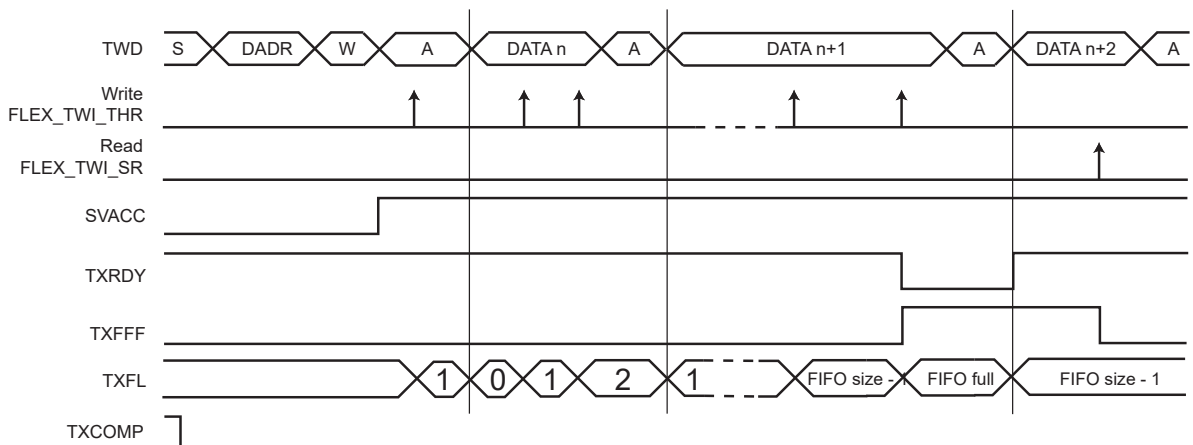 TWD S DADR W A DATA n A DATA n+1 A DATA n+2 A
Write
FLEX_TWI_THR
Read
FLEX_TWI_SR
SVACC
TXRDY
TXFFF
TXFL 1 0 1 2 1 FIFO size - 1 FIFO full FIFO size - 1
TXCOMP